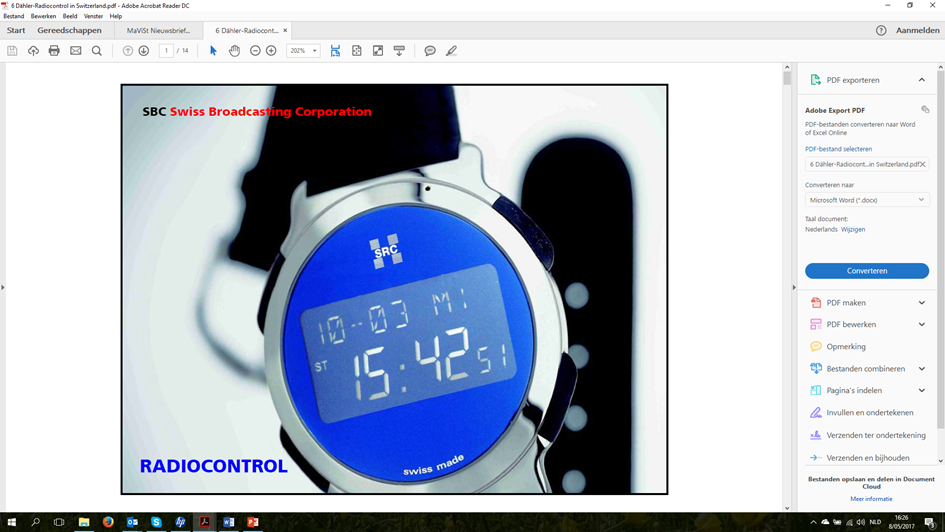 6 Dähler-Radiocontrol in Switzerland.pdf - Adobe Acrobat Reader DC
Bestand Bewerken Beeld Venster Help
Start Gereedschappen MaViSt Nieuwsbrief... 6 Dähler-Radiocont... × Aanmelden
1 / 14 202%
SBC Swiss Broadcasting Corporation
SRC
10--03 MI
ST 15:42 51
swiss made
RADIOCONTROL
PDF exporteren
Adobe Export PDF
PDF-bestanden converteren naar Word
of Excel Online
PDF-bestand selecteren
6 Dähler-Radiocont...in Switzerland.pdf ×
Converteren naar
Microsoft Word (*.docx)
Taal document:
Nederlands Wijzigen
Converteren
PDF maken
PDF bewerken
Opmerking
Bestanden combineren
Pagina's indelen
Invullen en ondertekenen
Verzenden ter ondertekening
Verzenden en bijhouden
Bestanden opslaan en delen in Document
Cloud
Meer informatie
NLD 16:26
8/05/2017